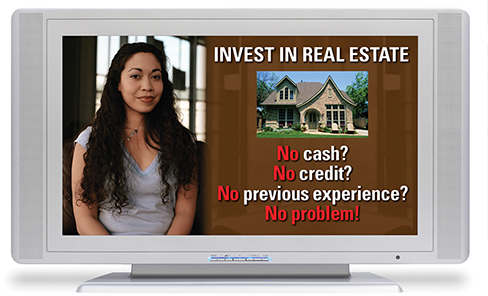 INVEST IN REAL ESTATE
No cash?
No credit?
No previous experience?
No problem!